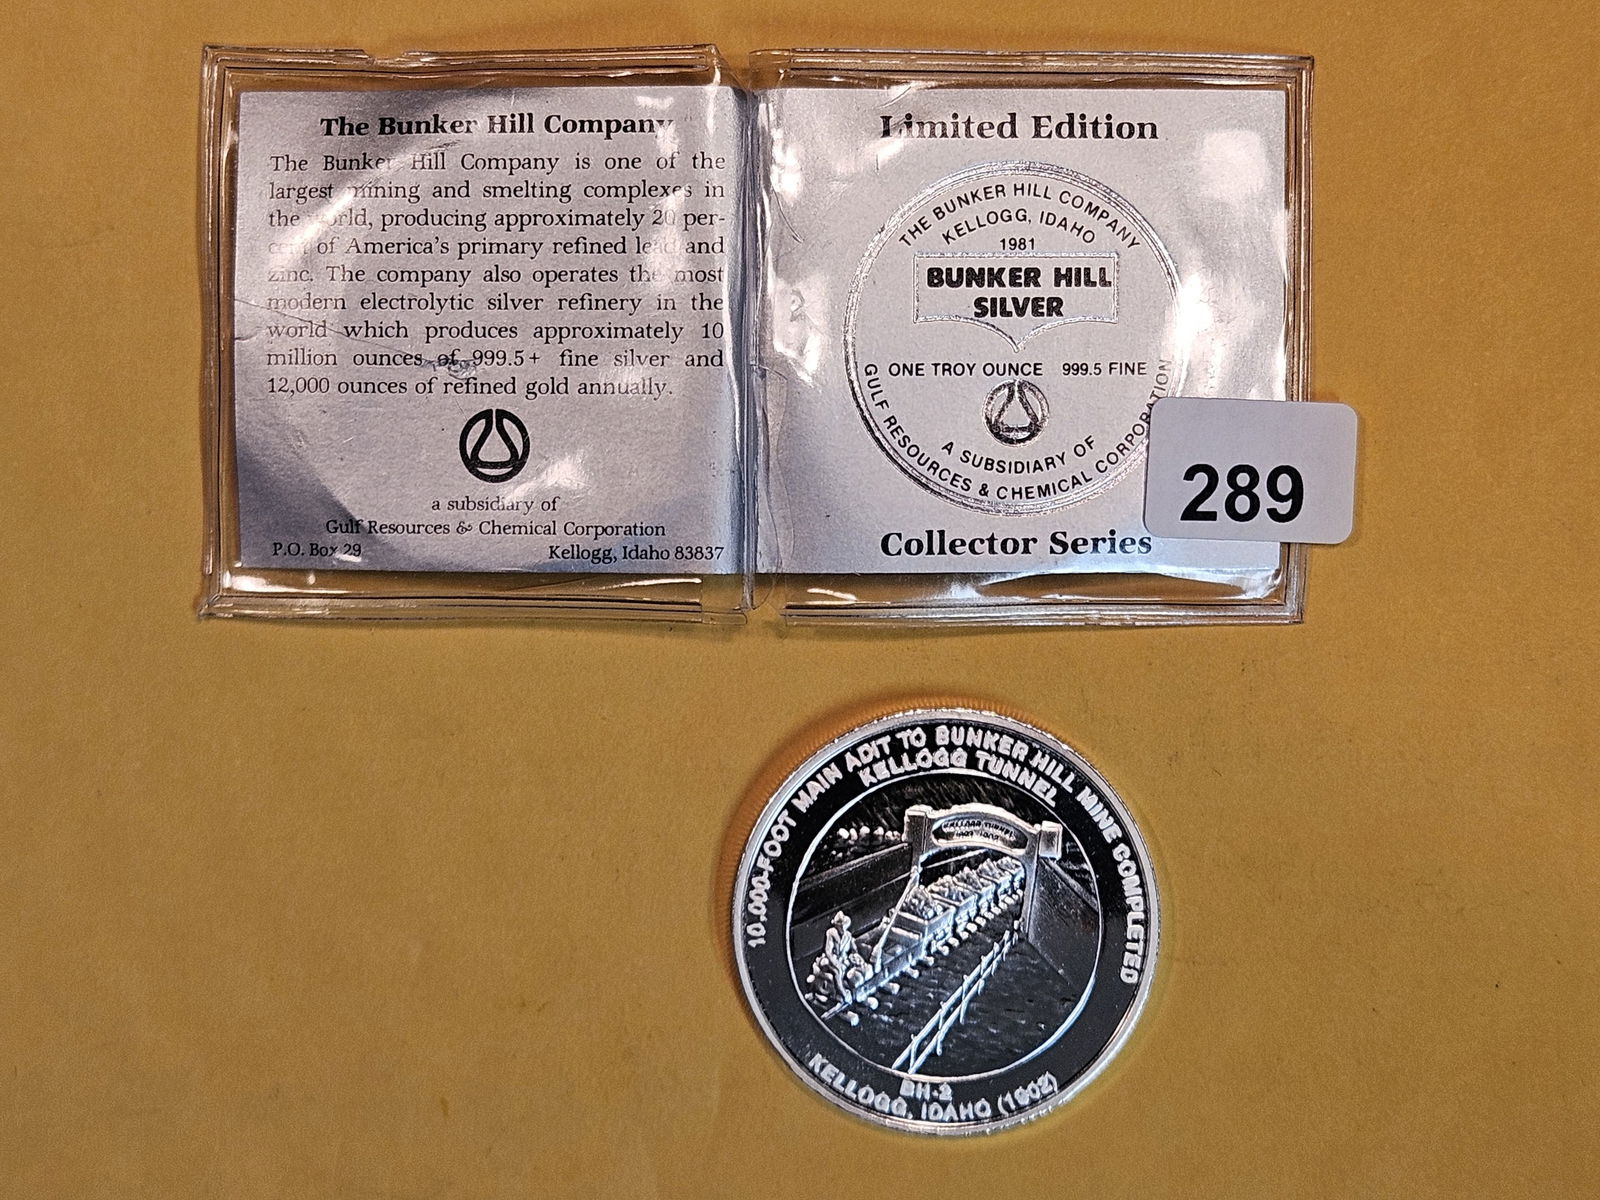 The Bunker Hill Company
The Bunker Hill Company is one of the
largest mining and smelting complexes in
the world, producing approximately 20 per-
cent of America's primary refined lead and
zinc. The company also operates the most
modern electrolytic silver refinery in the
world which produces approximately 10
million ounces of 999.5+ fine silver and
12,000 ounces of refined gold annually.
a subsidiary of
Gulf Resources & Chemical Corporation
P.O. Box 29 Kellogg, Idaho 83837
Limited Edition
THE BUNKER HILL COMPANY
KELLOGG, IDAHO
1981
BUNKER HILL
SILVER
ONE TROY OUNCE 999.5 FINE
A SUBSIDIARY OF
GULF RESOURCES & CHEMICAL CORPORATION
Collector Series
289
10,000-FOOT MAIN ADIT TO BUNKER HILL MINE COMPLETED
KELLOGG TUNNEL
KELLOGG TUNNEL
BH-2
KELLOGG, IDAHO (1902)